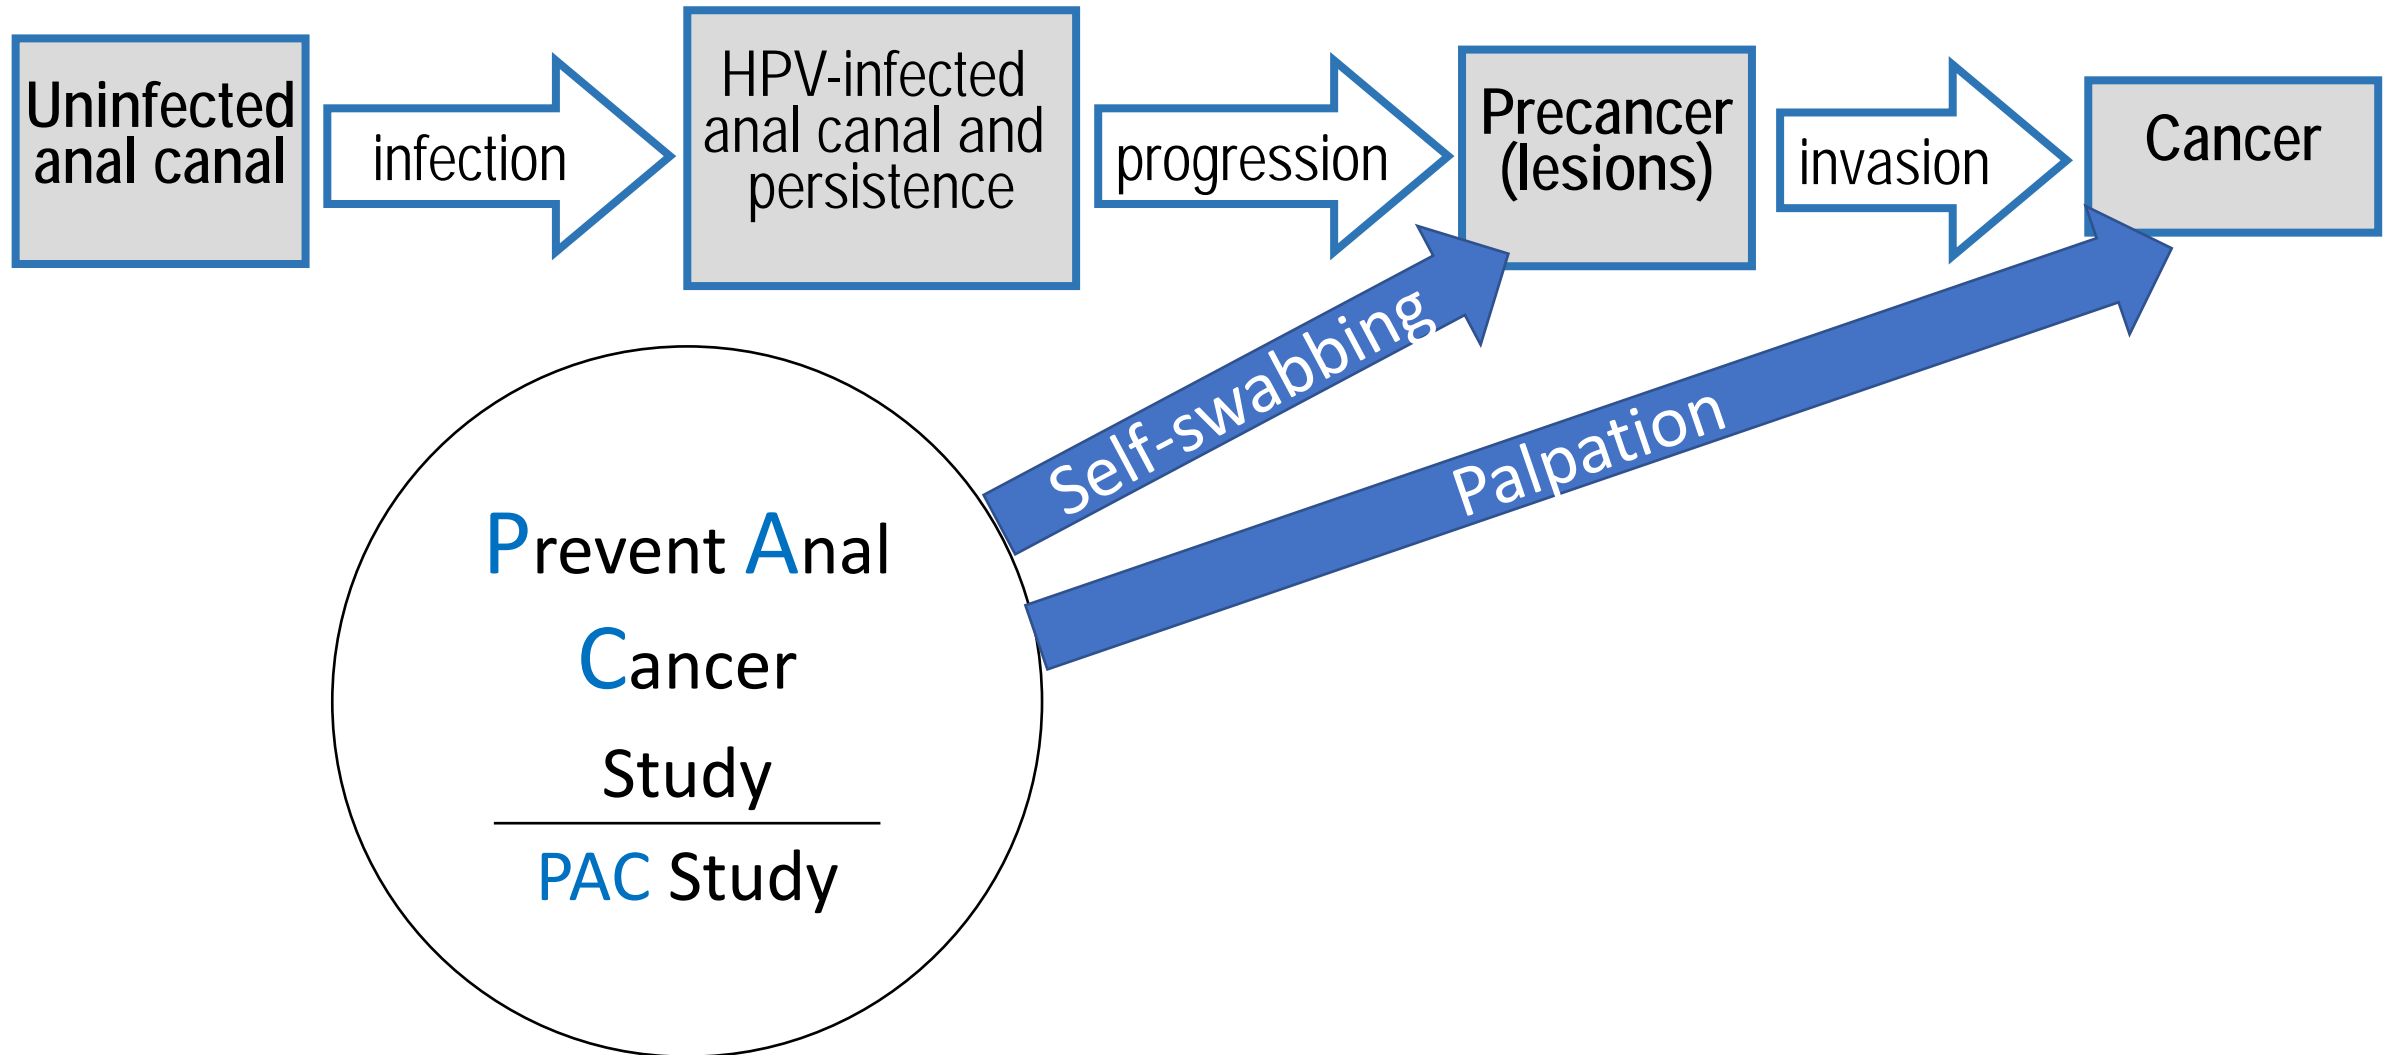 Uninfected
anal canal
infection
HPV-infected
anal canal and
persistence
progression
Precancer
(lesions)
invasion
Cancer
Self-swabbing
Palpation
Prevent Anal
Cancer
Study
PAC Study